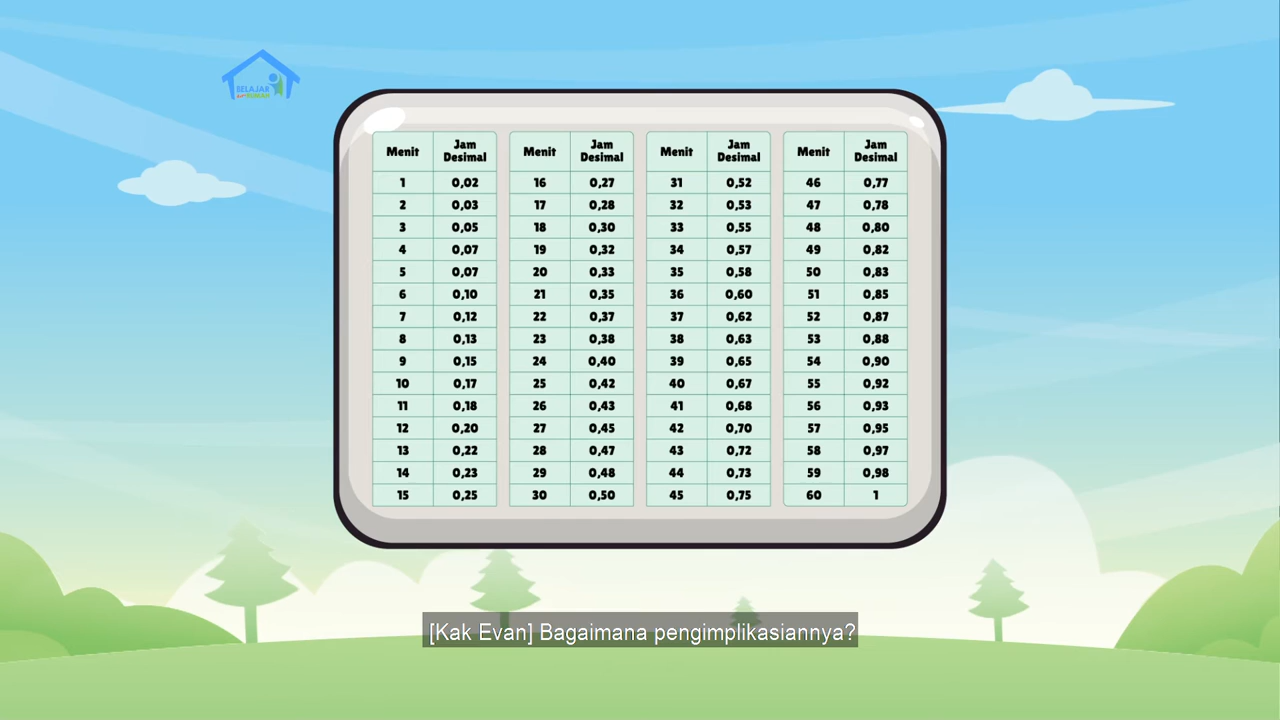 BELAJAR
Menit Jam Desimal Menit Jam Desimal Menit Jam Desimal Menit Jam Desimal
1 0,02 16 0,27 31 0,52 46 0,77
2 0,03 17 0,28 32 0,53 47 0,78
3 0,05 18 0,30 33 0,55 48 0,80
4 0,07 19 0,32 34 0,57 49 0,82
5 0,07 20 0,33 35 0,58 50 0,83
6 0,10 21 0,35 36 0,60 51 0,85
7 0,12 22 0,37 37 0,62 52 0,87
8 0,13 23 0,38 38 0,63 53 0,88
9 0,15 24 0,40 39 0,65 54 0,90
10 0,17 25 0,42 40 0,67 55 0,92
11 0,18 26 0,43 41 0,68 56 0,93
12 0,20 27 0,45 42 0,70 57 0,95
13 0,22 28 0,47 43 0,72 58 0,97
14 0,23 29 0,48 44 0,73 59 0,98
15 0,25 30 0,50 45 0,75 60 1
[Kak Evan] Bagaimana pengimplikasiannya?